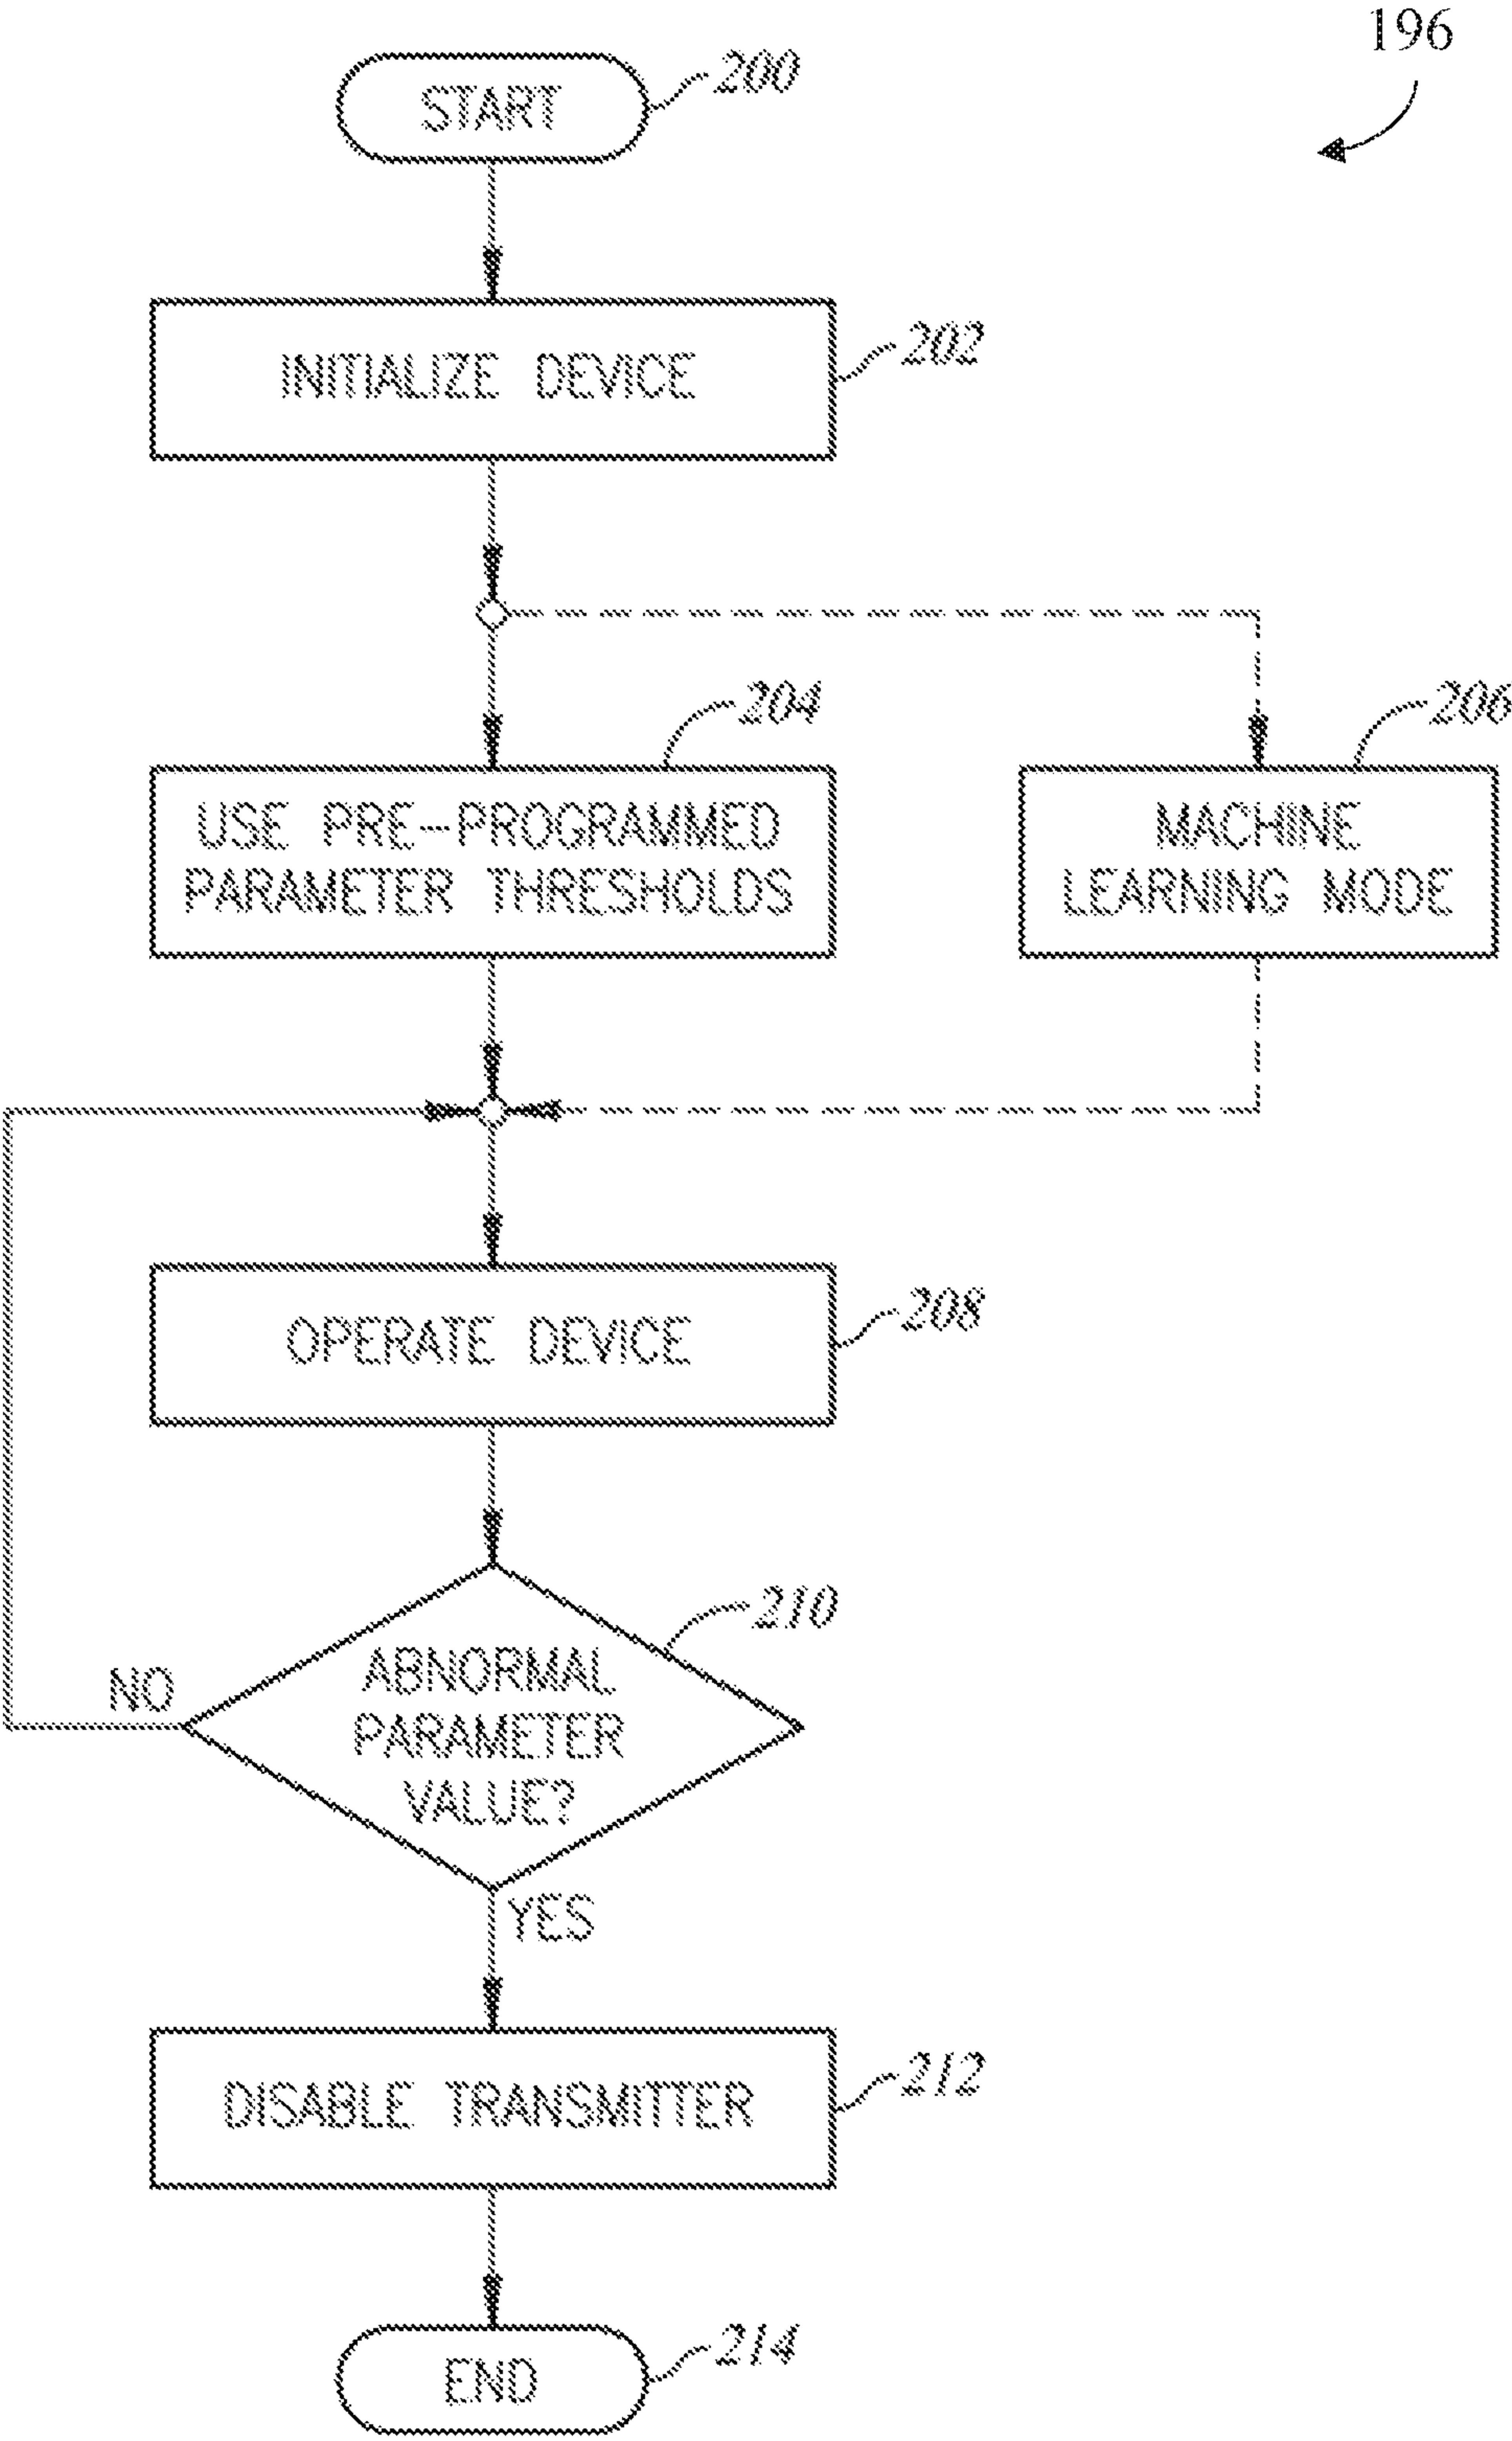 196
START
200
INITIALIZE DEVICE
202
204
206
USE PRE-PROGRAMMED
PARAMETER THRESHOLDS
MACHINE
LEARNING MODE
OPERATE DEVICE
208
210
ABNORMAL
PARAMETER
VALUE?
NO
YES
DISABLE TRANSMITTER
212
END
214